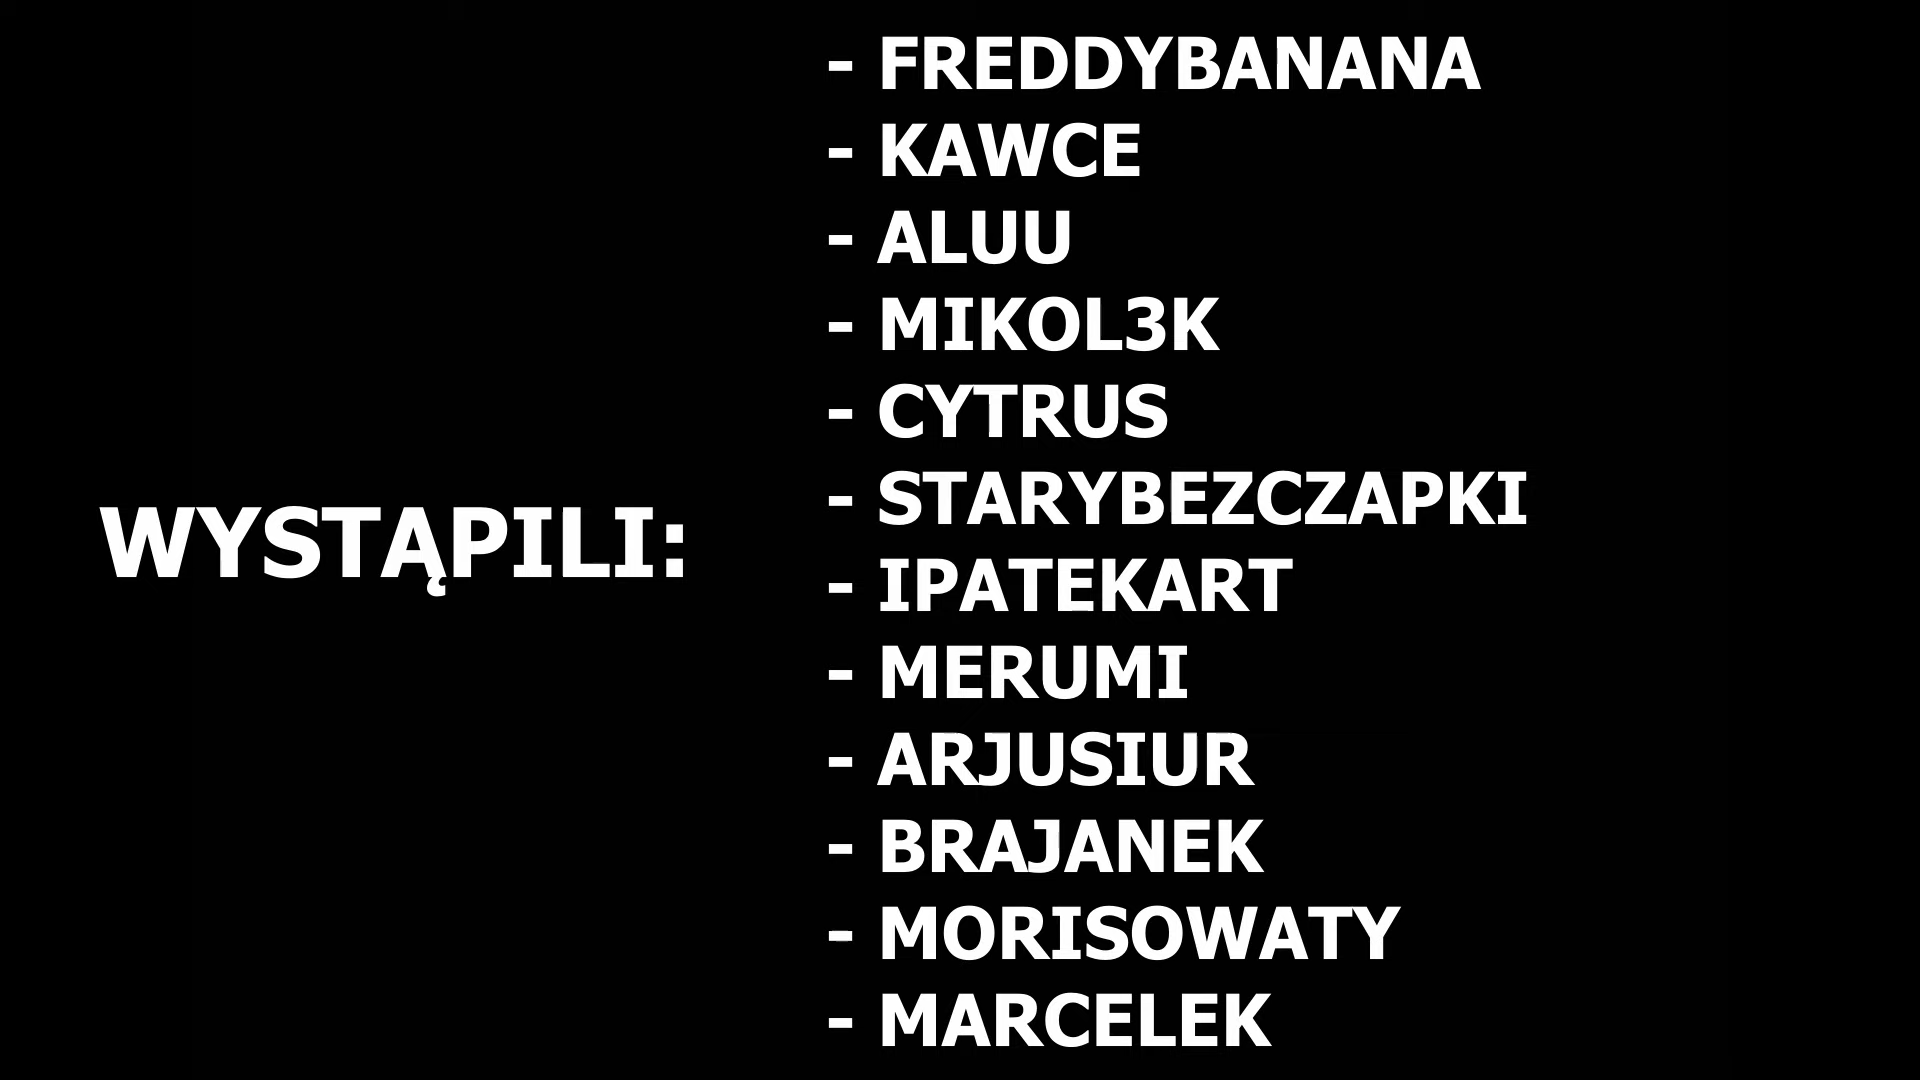 WYSTĄPILI:
- FREDDYBANANA
- KAWCE
- ALUU
- MIKOL3K
- CYTRUS
- STARYBEZCZAPKI
- IPATEKART
- MERUMI
- ARJUSIUR
- BRAJANEK
- MORISOWATY
- MARCELEK